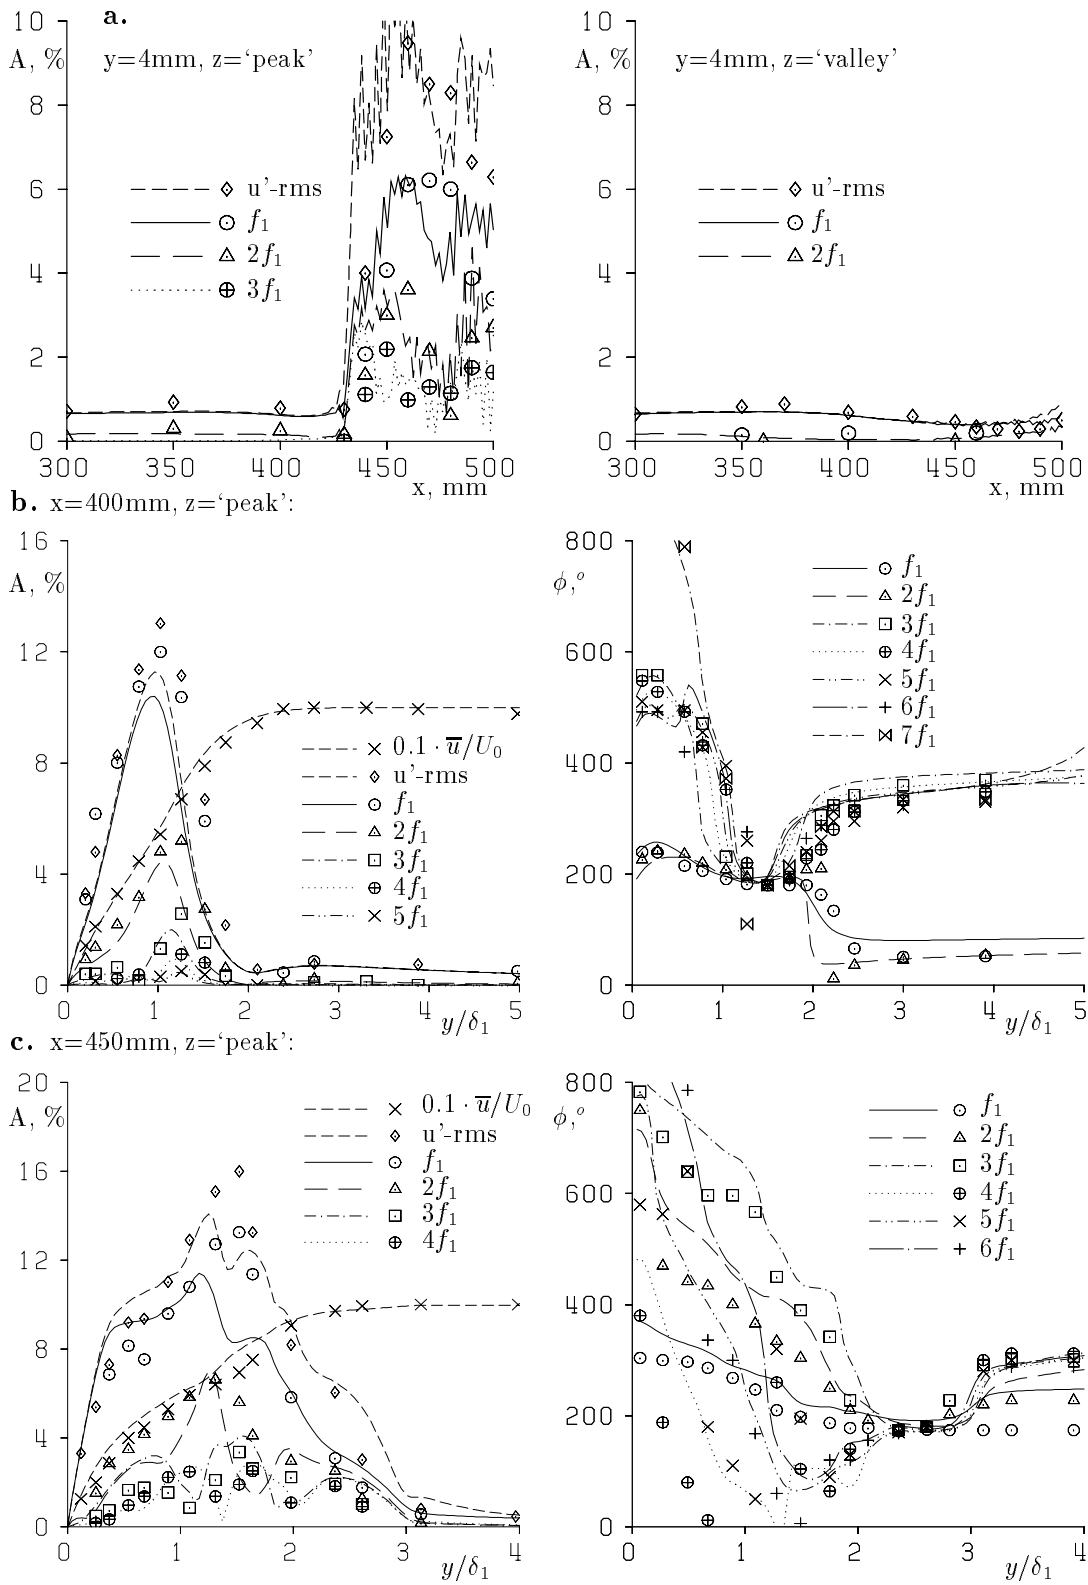 a.
10
A, %
y=4mm, z=‘peak’
8
6
4
2
0
u'-rms
f1
2f1
3f1
300 350 400 450 500
x, mm
10
A, %
y=4mm, z=‘valley’
8
6
4
2
0
u'-rms
f1
2f1
300 350 400 450 500
x, mm
b. x=400mm, z=‘peak’:
16
A, %
12
8
4
0
0.1 · u̅/U0
u'-rms
f1
2f1
3f1
4f1
5f1
0 1 2 3 4 5
y/δ1
800
ϕ,o
600
400
200
0
f1
2f1
3f1
4f1
5f1
6f1
7f1
0 1 2 3 4 5
y/δ1
c. x=450mm, z=‘peak’:
20
A, %
16
12
8
4
0
0.1 · u̅/U0
u'-rms
f1
2f1
3f1
4f1
0 1 2 3 4
y/δ1
800
ϕ,o
600
400
200
0
f1
2f1
3f1
4f1
5f1
6f1
0 1 2 3 4
y/δ1